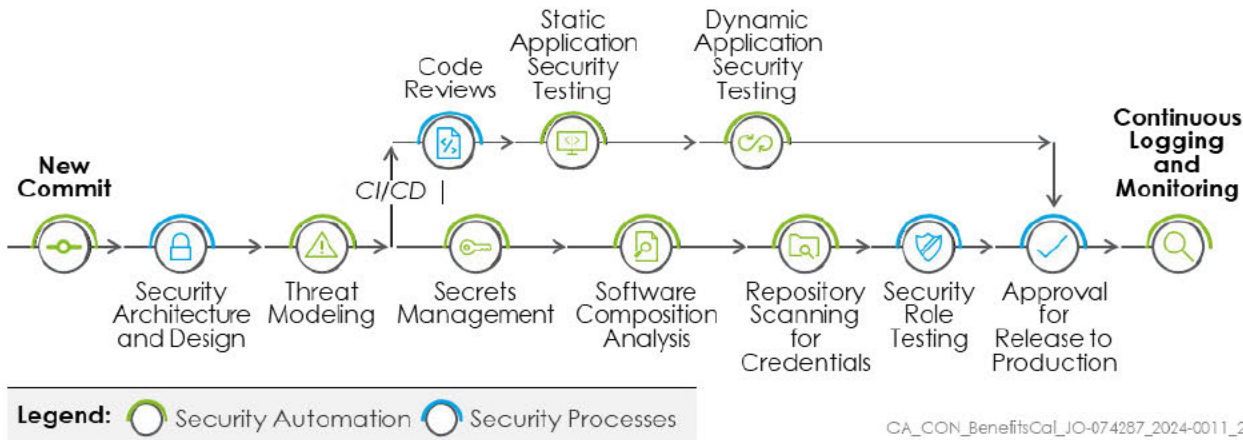 Static
Application
Security
Testing
Dynamic
Application
Security
Testing
Code
Reviews
Continuous
Logging
and
Monitoring
New
Commit
CI/CD |
Security
Architecture
and Design
Threat
Modeling
Secrets
Management
Software
Composition
Analysis
Repository
Scanning
for
Credentials
Security
Role
Testing
Approval
for
Release to
Production
Legend: Security Automation Security Processes
CA_CON_BenefitsCal_JO-074287_2024-0011_2